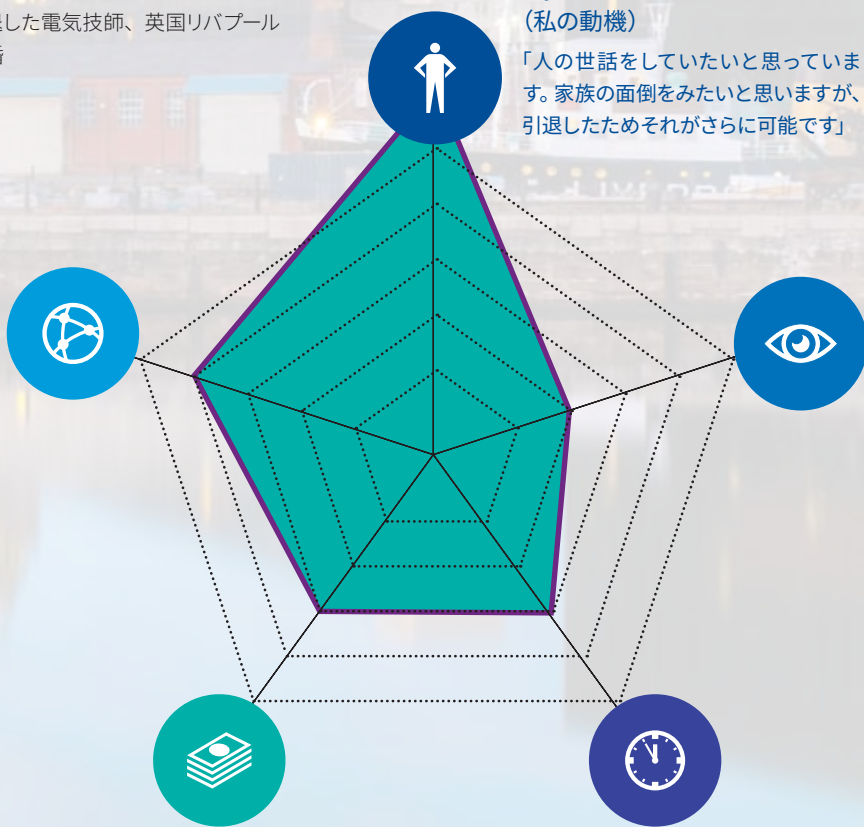 した電気技師、英国リバプール
（私の動機）
「人の世話をしていたいと思っていま
す。家族の面倒をみたいと思いますが、
引退したためそれがさらに可能です」